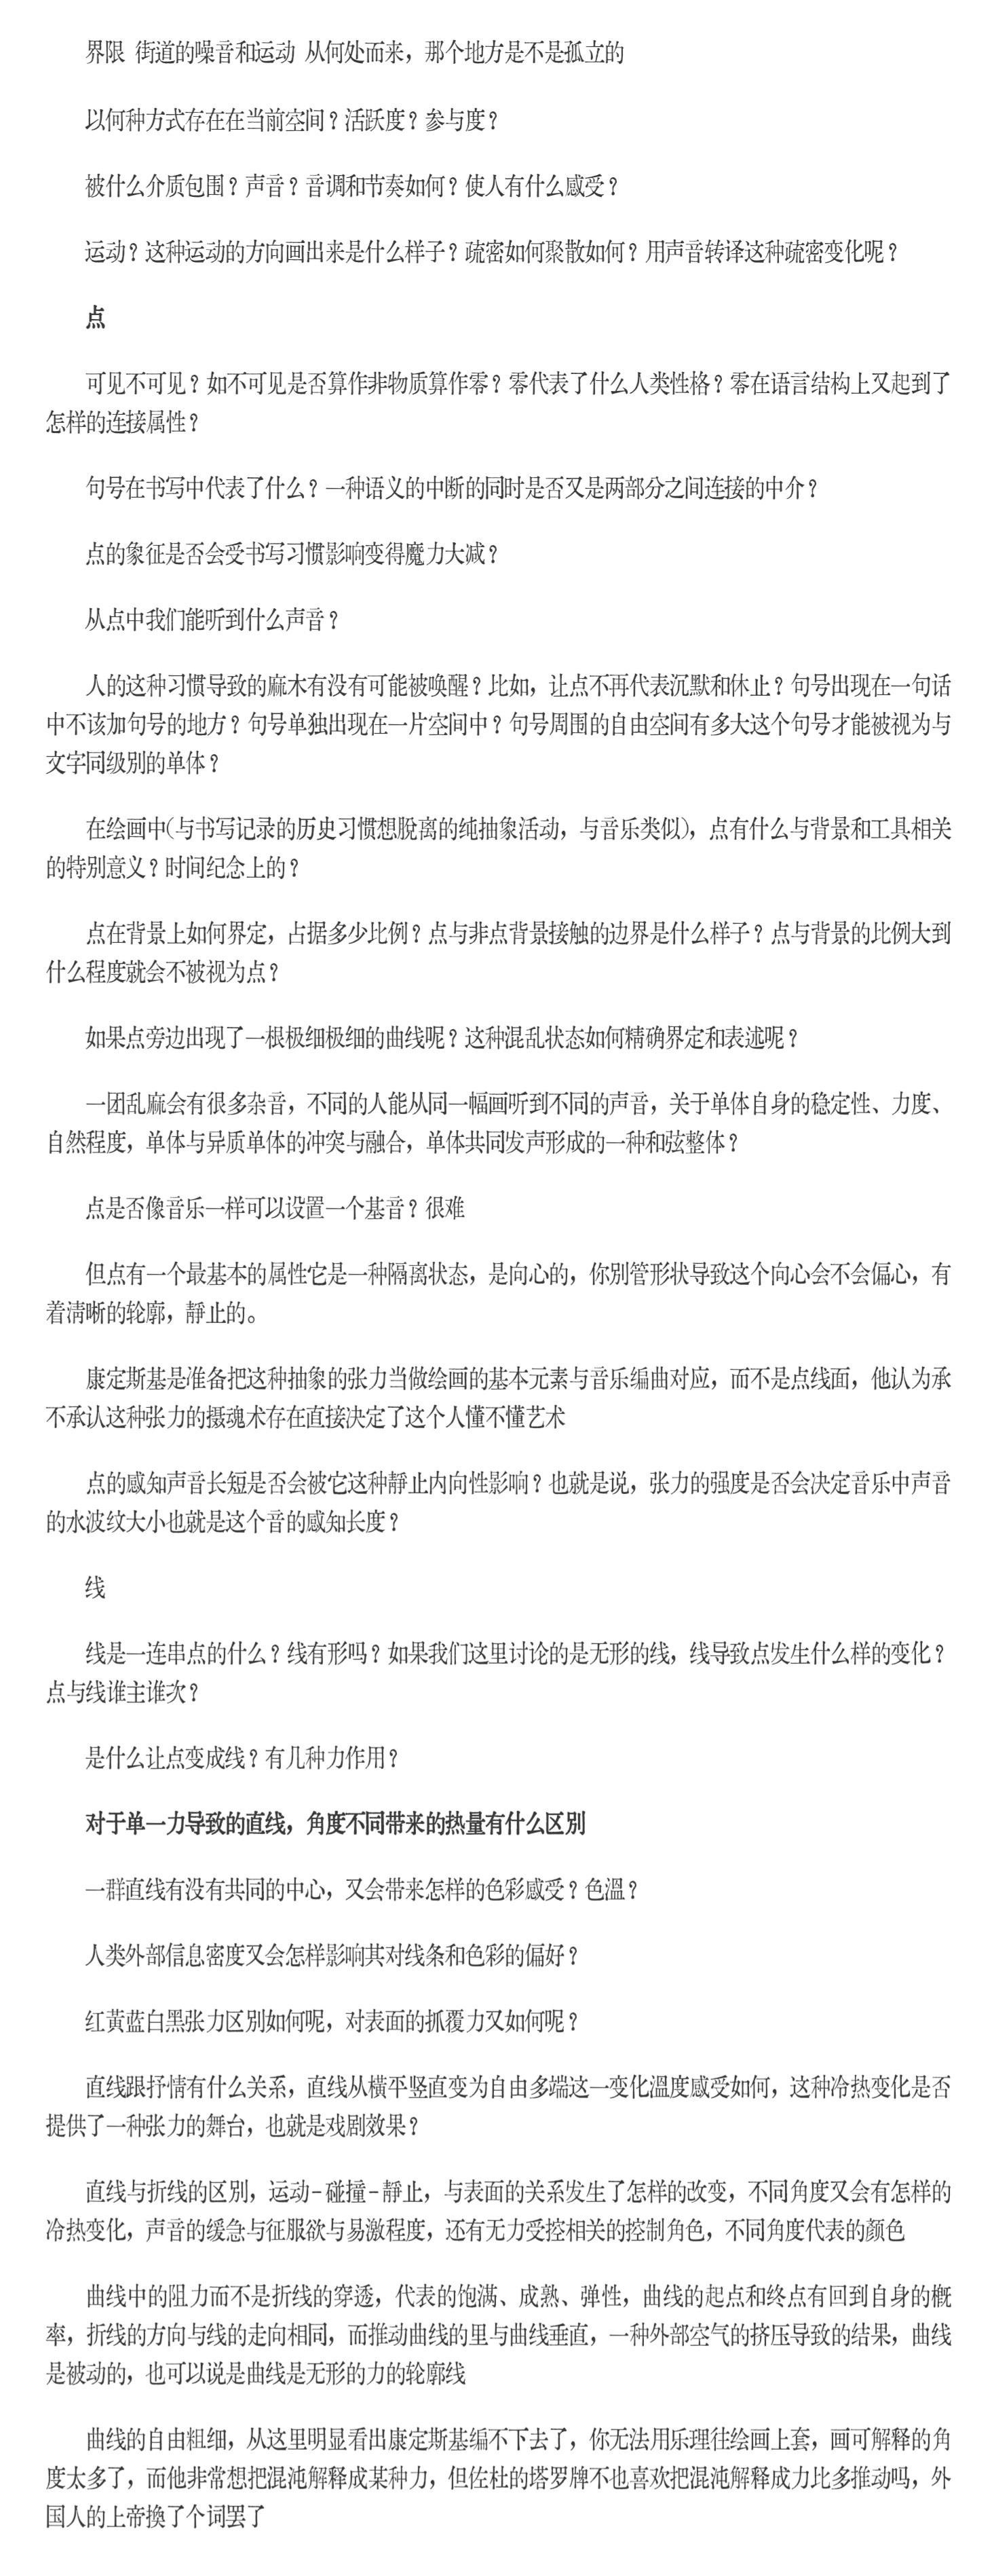 界限 街道的噪音和运动 从何处而来，那个地方是不是孤立的
以何种方式存在在当前空间？活跃度？参与度？
被什么介质包围？声音？音调和节奏如何？使人有什么感受？
运动？这种运动的方向画出来是什么样子？疏密如何聚散如何？用声音转译这种疏密变化呢？
点
可见不可见？如不可见是否算作非物质算作零？零代表了什么人类性格？零在语言结构上又起到了
怎样的连接属性？
句号在书写中代表了什么？一种语义的中断的同时是否又是两部分之间连接的中介？
点的象征是否会受书写习惯影响变得魔力大减？
从点中我们能听到什么声音？
人的这种习惯导致的麻木有没有可能被唤醒？比如，让点不再代表沉默和休止？句号出现在一句话
中不该加句号的地方？句号单独出现在一片空间中？句号周围的自由空间有多大这个句号才能被视为与
文字同级别的单体？
在绘画中(与书写记录的历史习惯想脱离的纯抽象活动，与音乐类似)，点有什么与背景和工具相关
的特别意义？时间纪念上的？
点在背景上如何界定，占据多少比例？点与非点背景接触的边界是什么样子？点与背景的比例大到
什么程度就会不被视为点？
如果点旁边出现了一根极细极细的曲线呢？这种混乱状态如何精确界定和表述呢？
一团乱麻会有很多杂音，不同的人能从同一幅画听到不同的声音，关于单体自身的稳定性、力度、
自然程度，单体与异质单体的冲突与融合，单体共同发声形成的一种和弦整体？
点是否像音乐一样可以设置一个基音？很难
但点有一个最基本的属性它是一种隔离状态，是向心的，你别管形状导致这个向心会不会偏心，有
着清晰的轮廓，静止的。
康定斯基是准备把这种抽象的张力当做绘画的基本元素与音乐编曲对应，而不是点线面，他认为承
不承认这种张力的摄魂术存在直接决定了这个人懂不懂艺术
点的感知声音长短是否会被它这种静止内向性影响？也就是说，张力的强度是否会决定音乐中声音
的水波纹大小也就是这个音的感知长度？
线
线是一连串点的什么？线有形吗？如果我们这里讨论的是无形的线，线导致点发生什么样的变化？
点与线谁主谁次？
是什么让点变成线？有几种力作用？
对于单一力导致的直线，角度不同带来的热量有什么区别
一群直线有没有共同的中心，又会带来怎样的色彩感受？色温？
人类外部信息密度又会怎样影响其对线条和色彩的偏好？
红黄蓝白黑张力区别如何呢，对表面的抓覆力又如何呢？
直线跟抒情有什么关系，直线从横平竖直变为自由多端这一变化温度感受如何，这种冷热变化是否
提供了一种张力的舞台，也就是戏剧效果？
直线与折线的区别，运动-碰撞-静止，与表面的关系发生了怎样的改变，不同角度又会有怎样的
冷热变化，声音的缓急与征服欲与易激程度，还有无力受控相关的控制角色，不同角度代表的颜色
曲线中的阻力而不是折线的穿透，代表的饱满、成熟、弹性，曲线的起点和终点有回到自身的概
率，折线的方向与线的走向相同，而推动曲线的里与曲线垂直，一种外部空气的挤压导致的结果，曲线
是被动的，也可以说是曲线是无形的力的轮廓线
曲线的自由粗细，从这里明显看出康定斯基编不下去了，你无法用乐理往绘画上套，画可解释的角
度太多了，而他非常想把混沌解释成某种力，但佐杜的塔罗牌不也喜欢把混沌解释成力比多推动吗，外
国人的上帝换了个词罢了